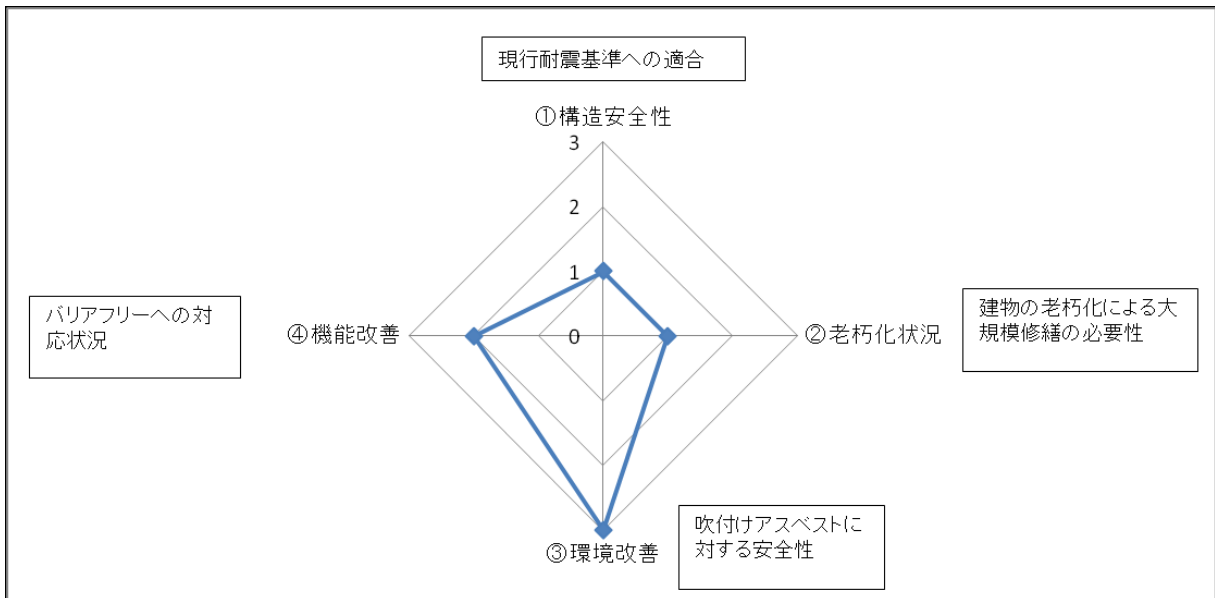 現行耐震基準への適合
①構造安全性
3
2
1
0
バリアフリーへの対
応状況
④機能改善
②老朽化状況
建物の老朽化による大
規模修繕の必要性
③環境改善
吹付けアスベストに
対する安全性